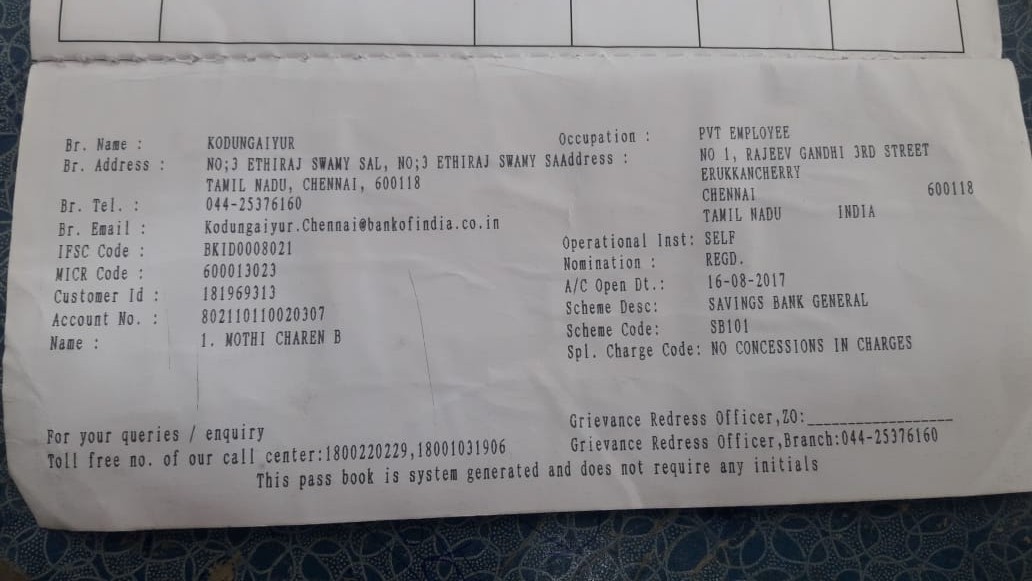 Br. Name : KODUNGAIYUR Occupation : PVT EMPLOYEE
Br. Address : NO;3 ETHIRAJ SWAMY SAL, NO;3 ETHIRAJ SWAMY SAAddress : NO 1, RAJEEV GANDHI 3RD STREET
TAMIL NADU, CHENNAI, 600118 ERUKKANCHERRY
Br. Tel. : 044-25376160 CHENNAI 600118
Br. Email : Kodungaiyur.Chennai@bankofindia.co.in TAMIL NADU INDIA
IFSC Code : BKID0008021 Operational Inst: SELF
MICR Code : 600013023 Nomination : REGD.
Customer Id : 181969313 A/C Open Dt.: 16-08-2017
Account No. : 802110110020307 Scheme Desc: SAVINGS BANK GENERAL
Name : 1. MOTHI CHAREN B Scheme Code: SB101
Spl. Charge Code: NO CONCESSIONS IN CHARGES
For your queries / enquiry Grievance Redress Officer,ZO:__________________
Toll free no. of our call center:1800220229,18001031906 Grievance Redress Officer,Branch:044-25376160
This pass book is system generated and does not require any initials